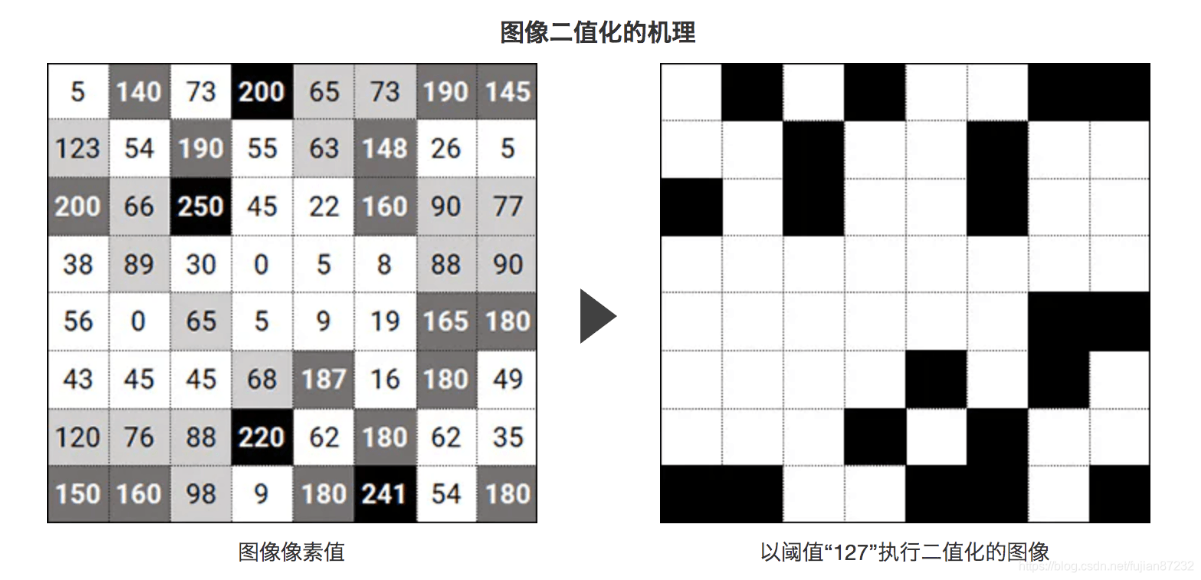 图像二值化的机理
5 140 73 200 65 73 190 145
123 54 190 55 63 148 26 5
200 66 250 45 22 160 90 77
38 89 30 0 5 8 88 90
56 0 65 5 9 19 165 180
43 45 45 68 187 16 180 49
120 76 88 220 62 180 62 35
150 160 98 9 180 241 54 180
图像像素值
以阈值“127”执行二值化的图像
https://blog.csdn.net/fujian87232